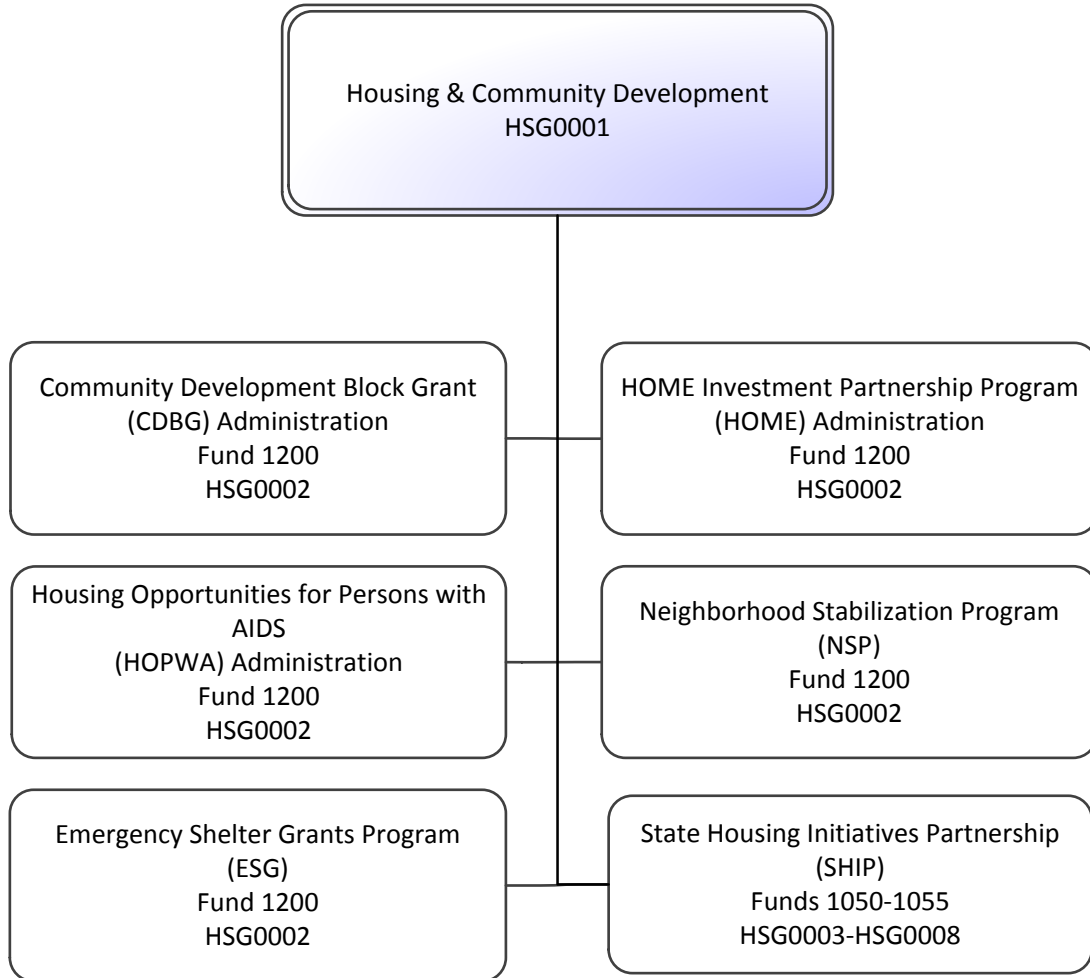 Housing & Community Development
HSG0001
Community Development Block Grant
(CDBG) Administration
Fund 1200
HSG0002
HOME Investment Partnership Program
(HOME) Administration
Fund 1200
HSG0002
Housing Opportunities for Persons with
AIDS
(HOPWA) Administration
Fund 1200
HSG0002
Neighborhood Stabilization Program
(NSP)
Fund 1200
HSG0002
Emergency Shelter Grants Program
(ESG)
Fund 1200
HSG0002
State Housing Initiatives Partnership
(SHIP)
Funds 1050-1055
HSG0003-HSG0008